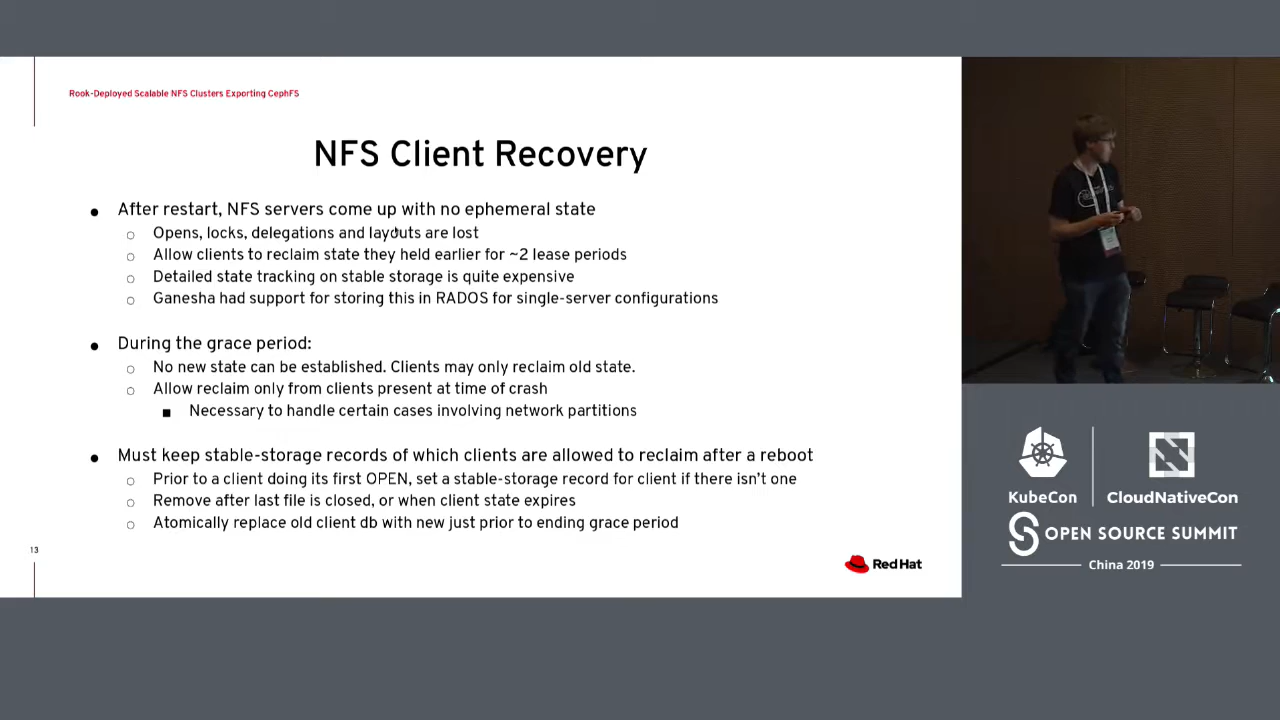 Rook-Deployed Scalable NFS Clusters Exporting CephFS
NFS Client Recovery
● After restart, NFS servers come up with no ephemeral state
○ Opens, locks, delegations and layouts are lost
○ Allow clients to reclaim state they held earlier for ~2 lease periods
○ Detailed state tracking on stable storage is quite expensive
○ Ganesha had support for storing this in RADOS for single-server configurations
● During the grace period:
○ No new state can be established. Clients may only reclaim old state.
○ Allow reclaim only from clients present at time of crash
■ Necessary to handle certain cases involving network partitions
● Must keep stable-storage records of which clients are allowed to reclaim after a reboot
○ Prior to a client doing its first OPEN, set a stable-storage record for client if there isn't one
○ Remove after last file is closed, or when client state expires
○ Atomically replace old client db with new just prior to ending grace period
13
Red Hat
KubeCon
CloudNativeCon
OPEN SOURCE SUMMIT
China 2019